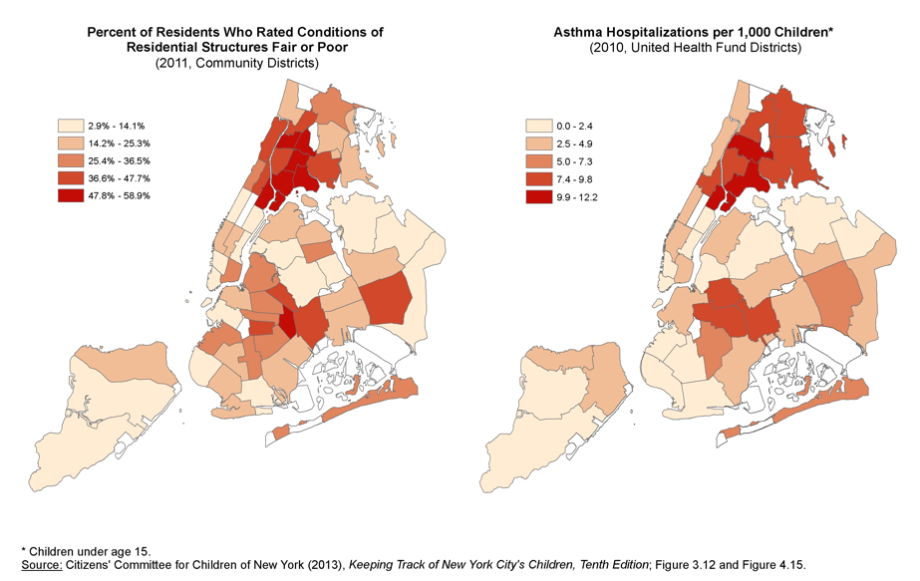 Percent of Residents Who Rated Conditions of
Residential Structures Fair or Poor
(2011, Community Districts)
2.9% - 14.1%
14.2% - 25.3%
25.4% - 36.5%
36.6% - 47.7%
47.8% - 58.9%
Asthma Hospitalizations per 1,000 Children*
(2010, United Health Fund Districts)
0.0 - 2.4
2.5 - 4.9
5.0 - 7.3
7.4 - 9.8
9.9 - 12.2
* Children under age 15.
Source: Citizens' Committee for Children of New York (2013), Keeping Track of New York City's Children, Tenth Edition; Figure 3.12 and Figure 4.15.